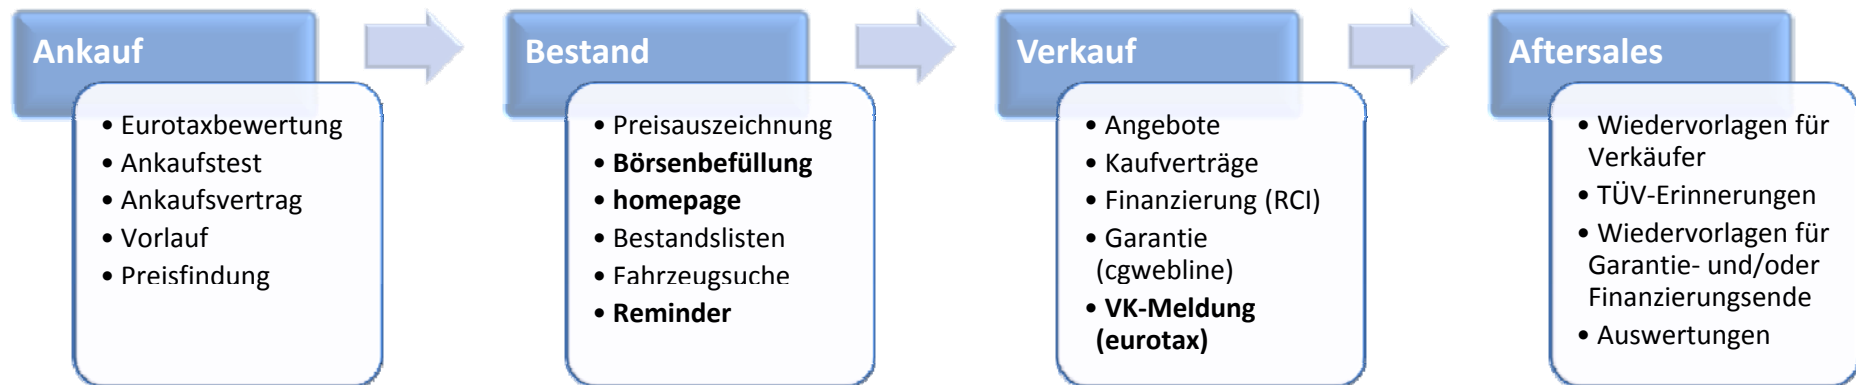 Ankauf
• Eurotaxbewertung
• Ankaufstest
• Ankaufsvertrag
• Vorlauf
• Preisfindung
Bestand
• Preisauszeichnung
• Börsenbefüllung
• homepage
• Bestandslisten
• Fahrzeugsuche
• Reminder
Verkauf
• Angebote
• Kaufverträge
• Finanzierung (RCI)
• Garantie
(cgwebline)
• VK-Meldung
(eurotax)
Aftersales
• Wiedervorlagen für
Verkäufer
• TÜV-Erinnerungen
• Wiedervorlagen für
Garantie- und/oder
Finanzierungsende
• Auswertungen